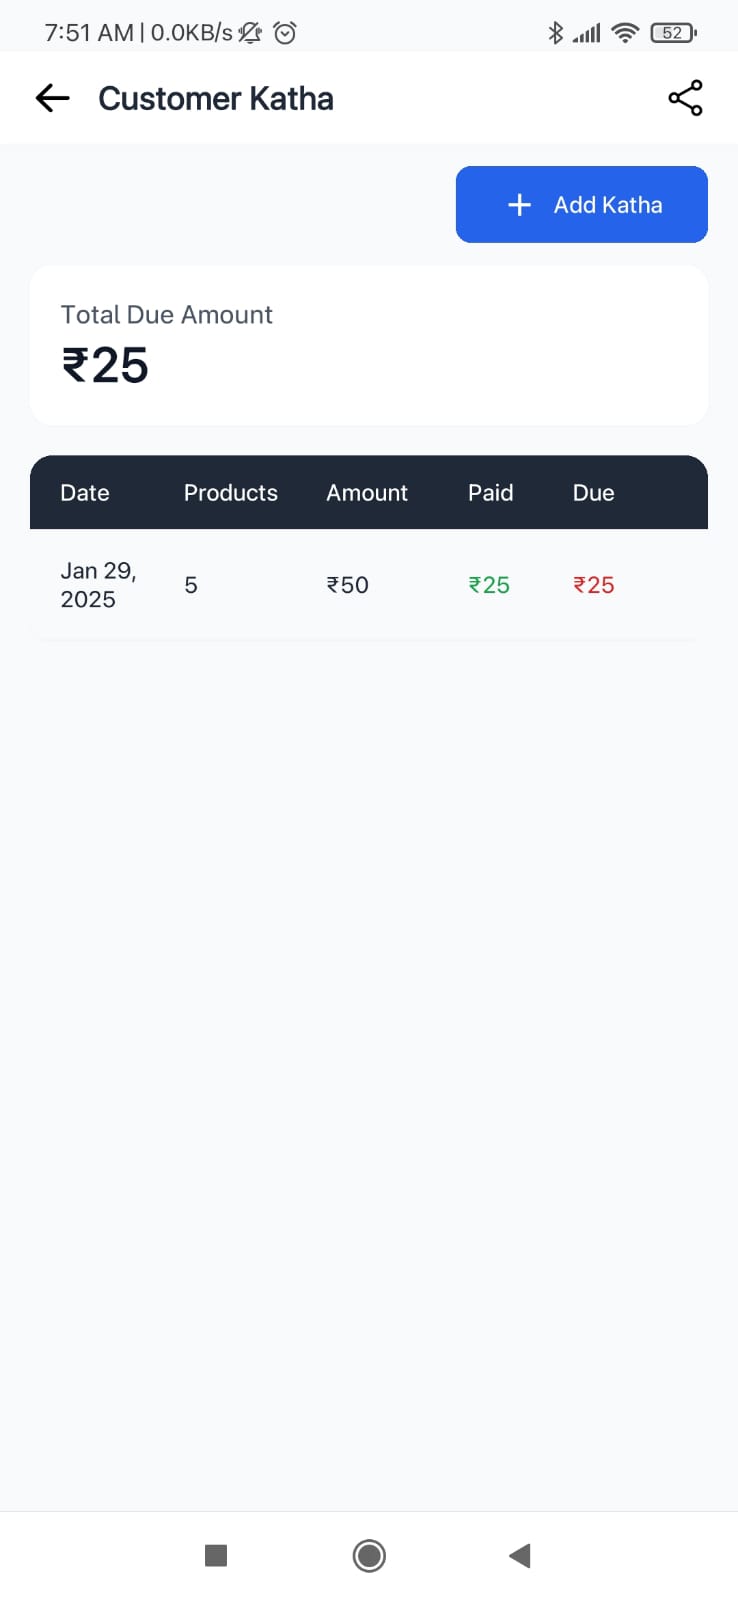 7:51 AM | 0.0KB/s 52
Customer Katha
+ Add Katha
Total Due Amount
₹25
Date Products Amount Paid Due
Jan 29,
2025 5 ₹50 ₹25 ₹25